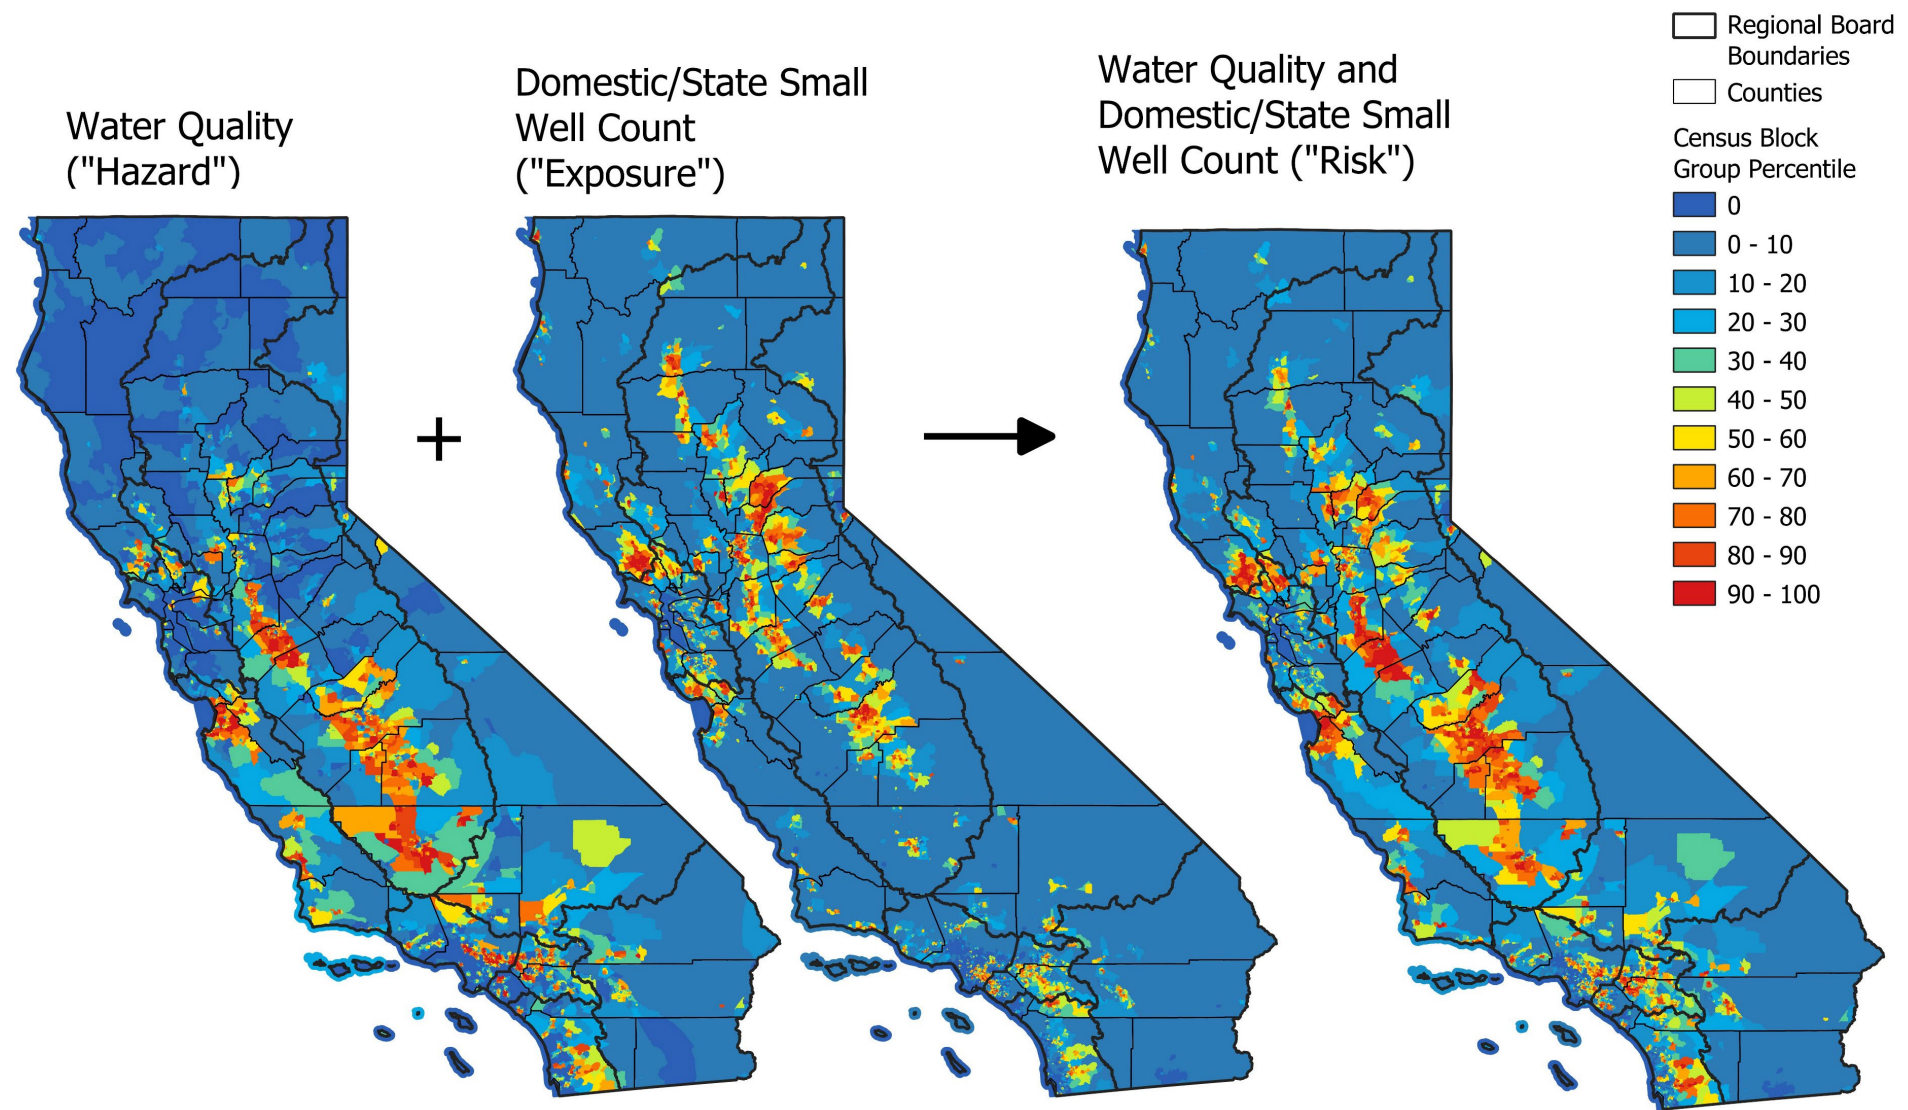 Water Quality
("Hazard")
Domestic/State Small
Well Count
("Exposure")
Water Quality and
Domestic/State Small
Well Count ("Risk")
Regional Board
Boundaries
Counties
Census Block
Group Percentile
0
0 - 10
10 - 20
20 - 30
30 - 40
40 - 50
50 - 60
60 - 70
70 - 80
80 - 90
90 - 100
+